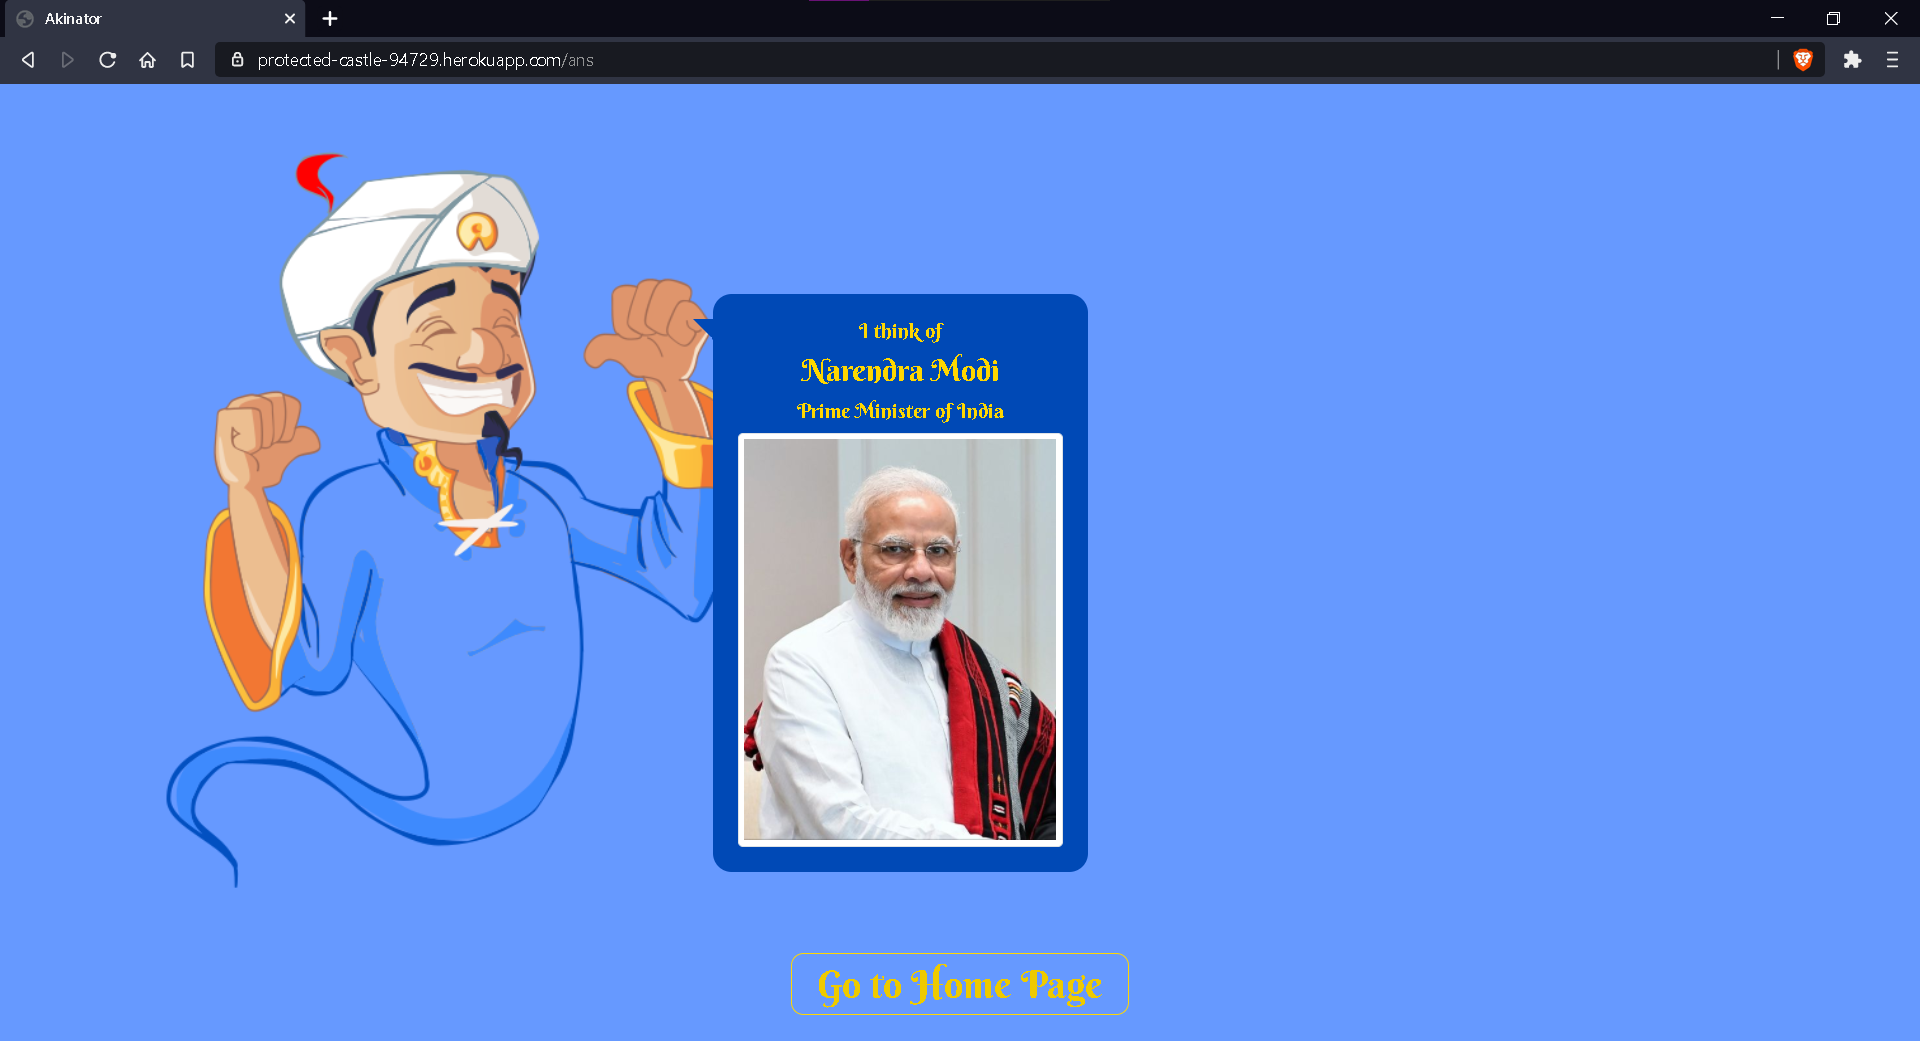 Akinator
protected-castle-94729.herokuapp.com/ans
I think of
Narendra Modi
Prime Minister of India
Go to Home Page